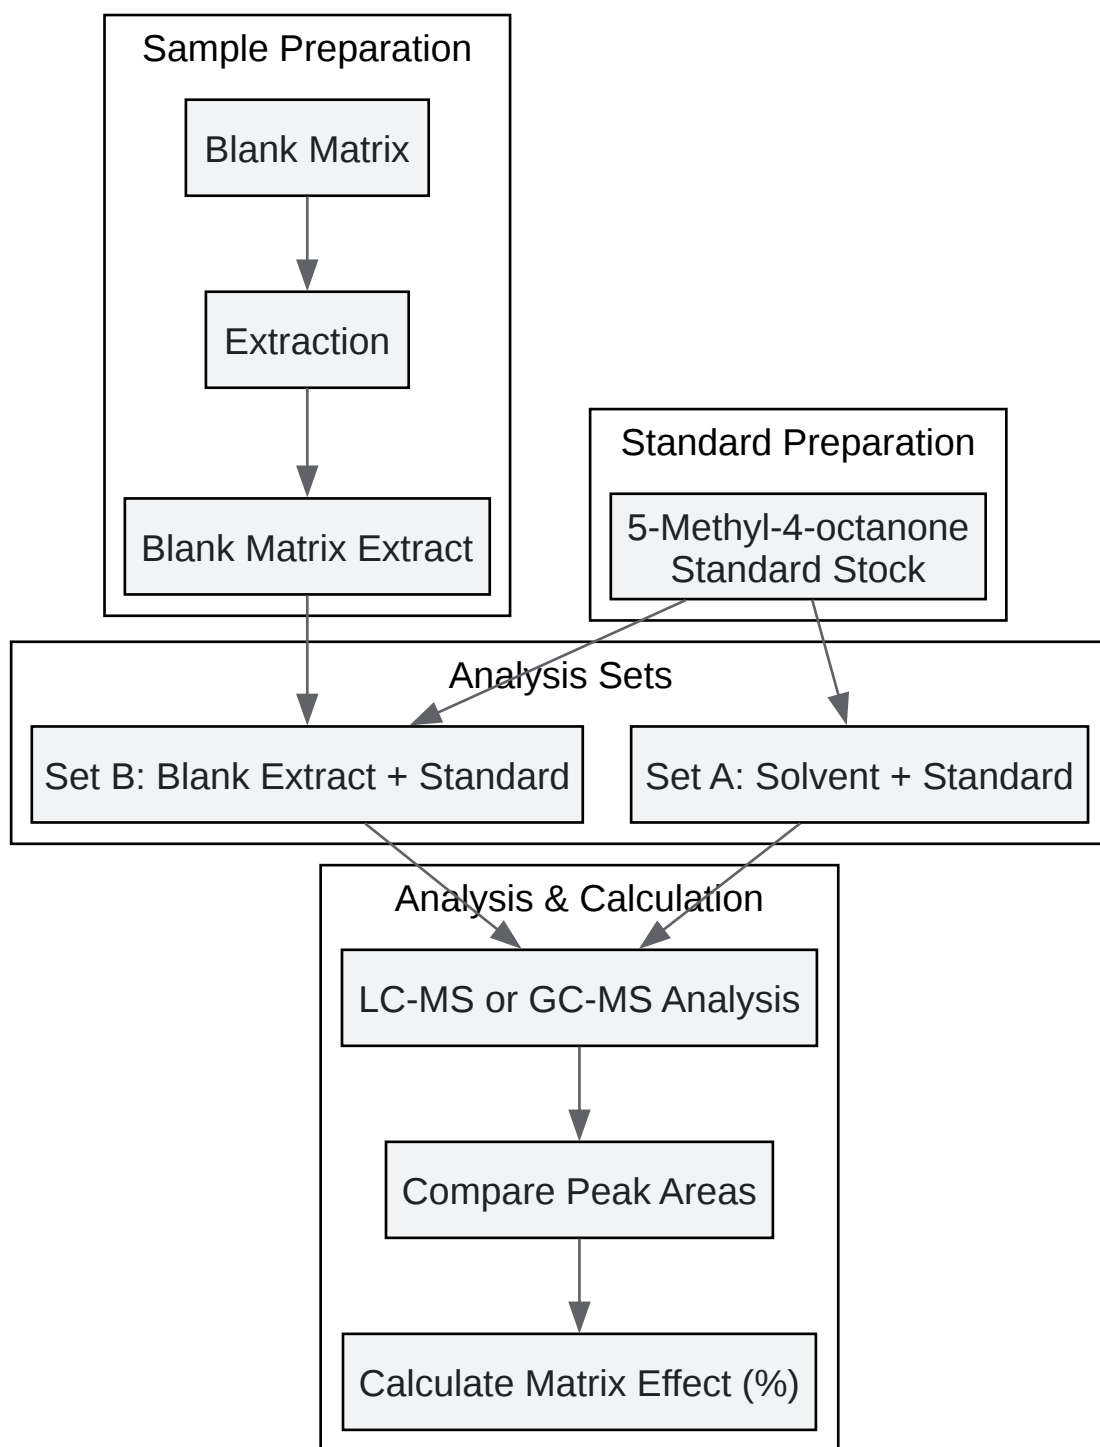 Sample Preparation
Blank Matrix
Extraction
Blank Matrix Extract
Standard Preparation
5-Methyl-4-octanone
Standard Stock
Analysis Sets
Set B: Blank Extract + Standard
Set A: Solvent + Standard
Analysis & Calculation
LC-MS or GC-MS Analysis
Compare Peak Areas
Calculate Matrix Effect (%)